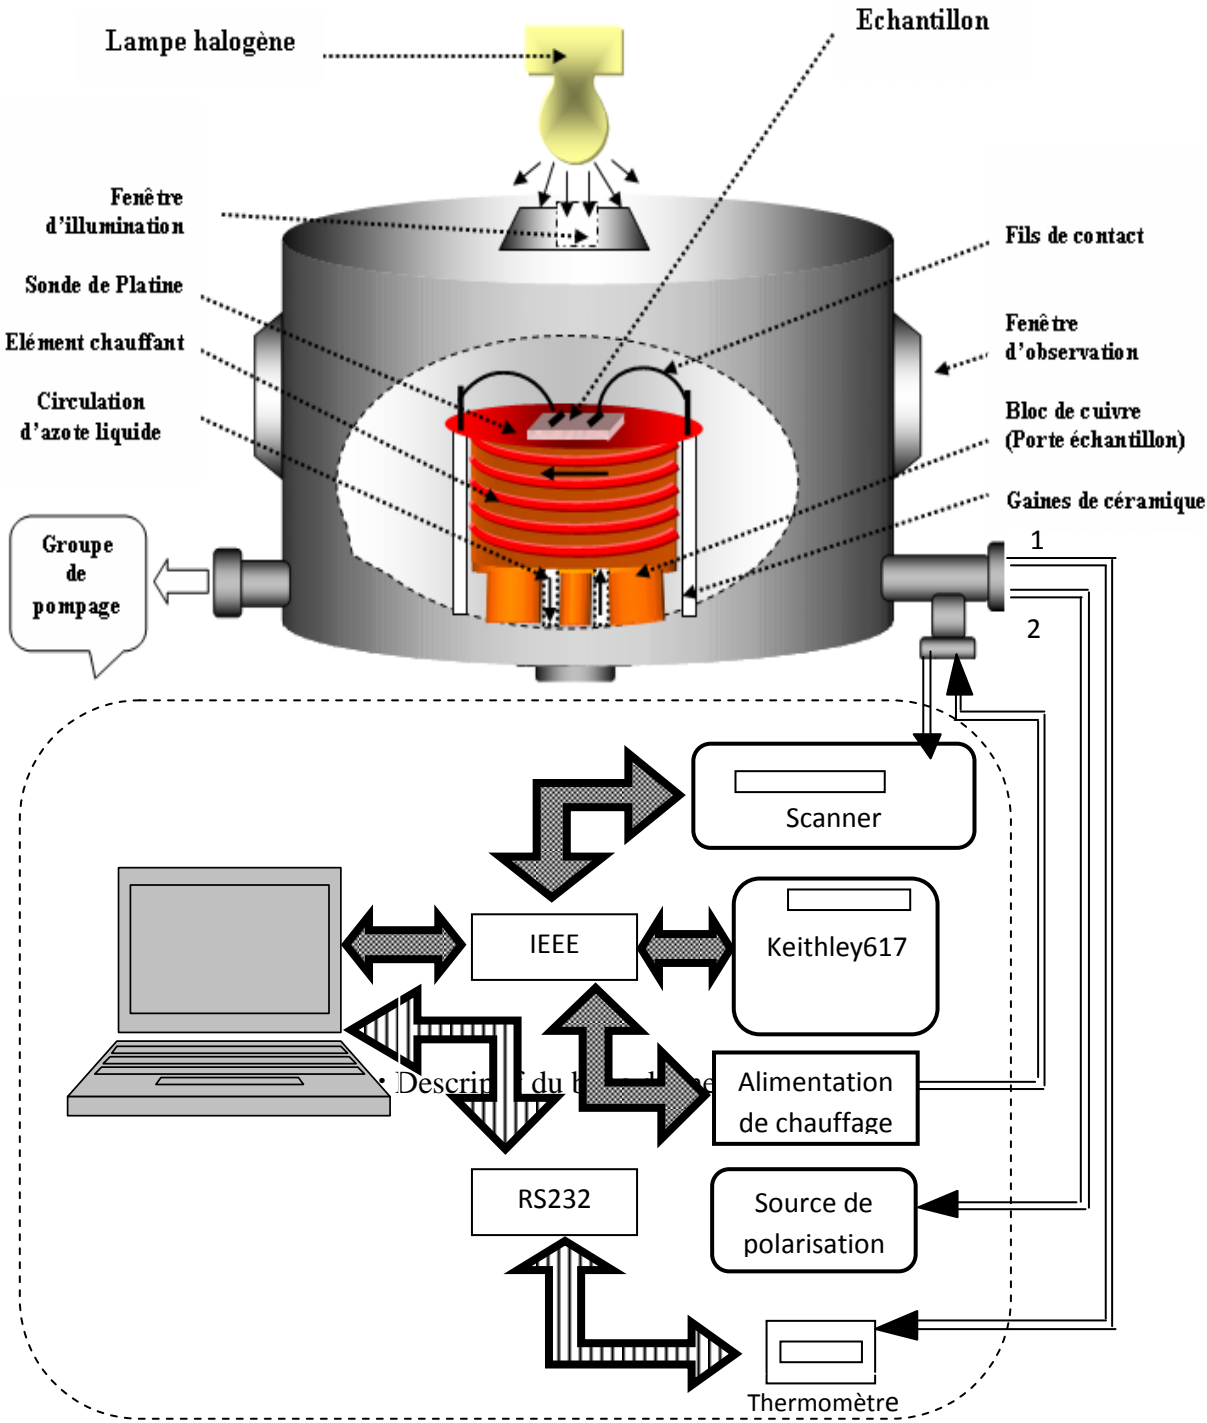 Lampe halogène
Echantillon
Fenêtre
d'illumination
Sonde de Platine
Elément chauffant
Circulation
d'azote liquide
Fils de contact
Fenêtre
d'observation
Bloc de cuivre
(Porte échantillon)
Gaines de céramique
Groupe
de
pompage
1
2
Scanner
IEEE
Keithley617
: Descriptif du
Alimentation
de chauffage
RS232
Source de
polarisation
Thermomètre